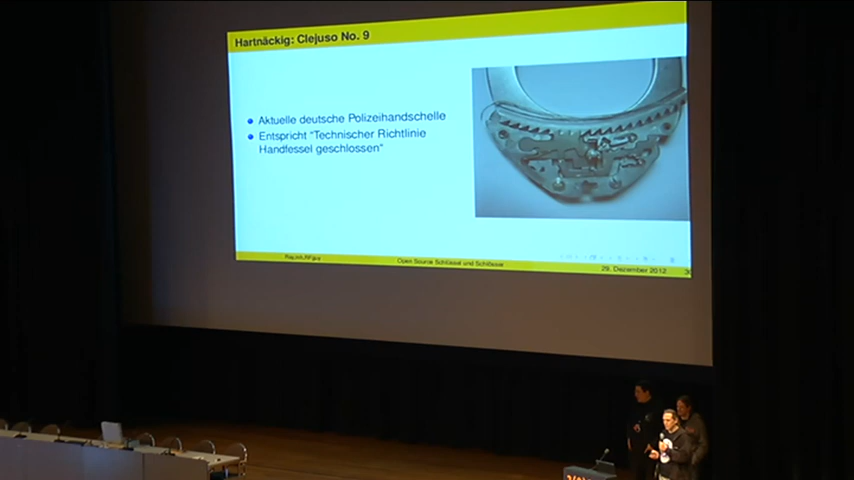 Hartnäckig: Clejuso No. 9
Aktuelle deutsche Polizeihandschelle
Entspricht "Technischer Richtlinie
Handfessel geschlossen"
Open Source Schlüssel und Schlösser
29. Dezember 2012